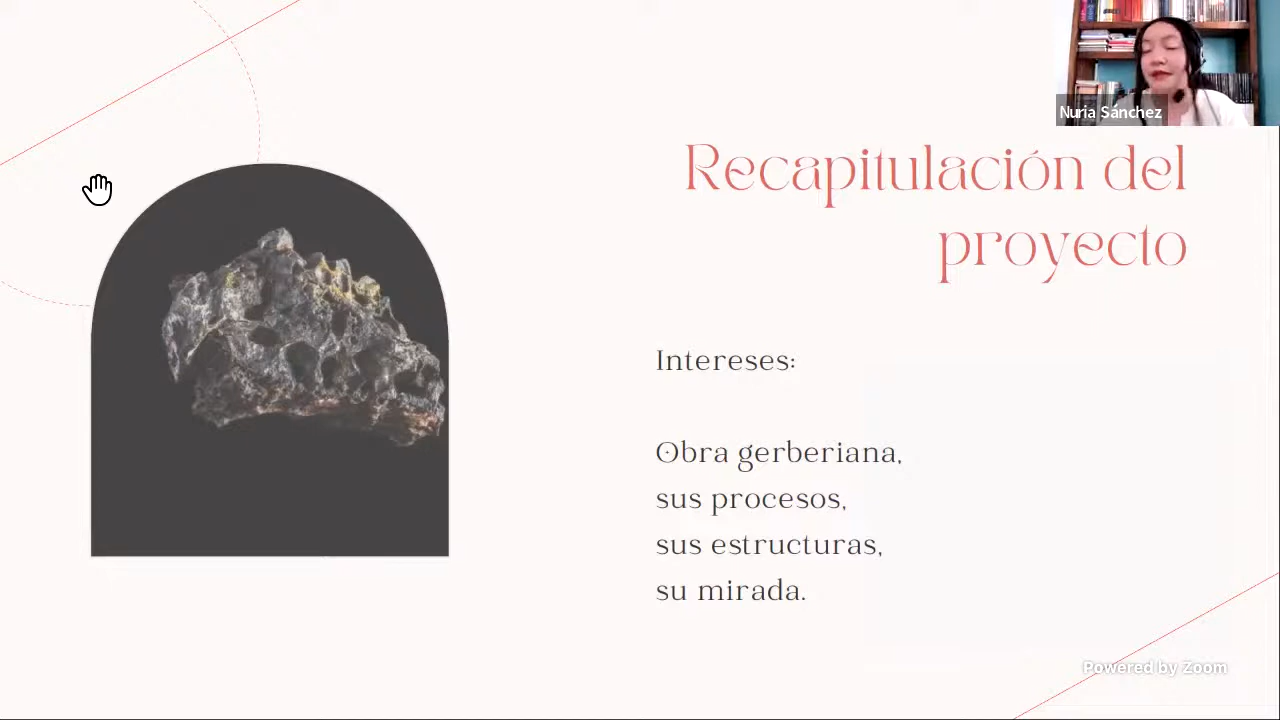 Nuria Sánchez
Recapitulación del
proyecto
Intereses:
Obra gerberiana,
sus procesos,
sus estructuras,
su mirada.
Powered by Zoom